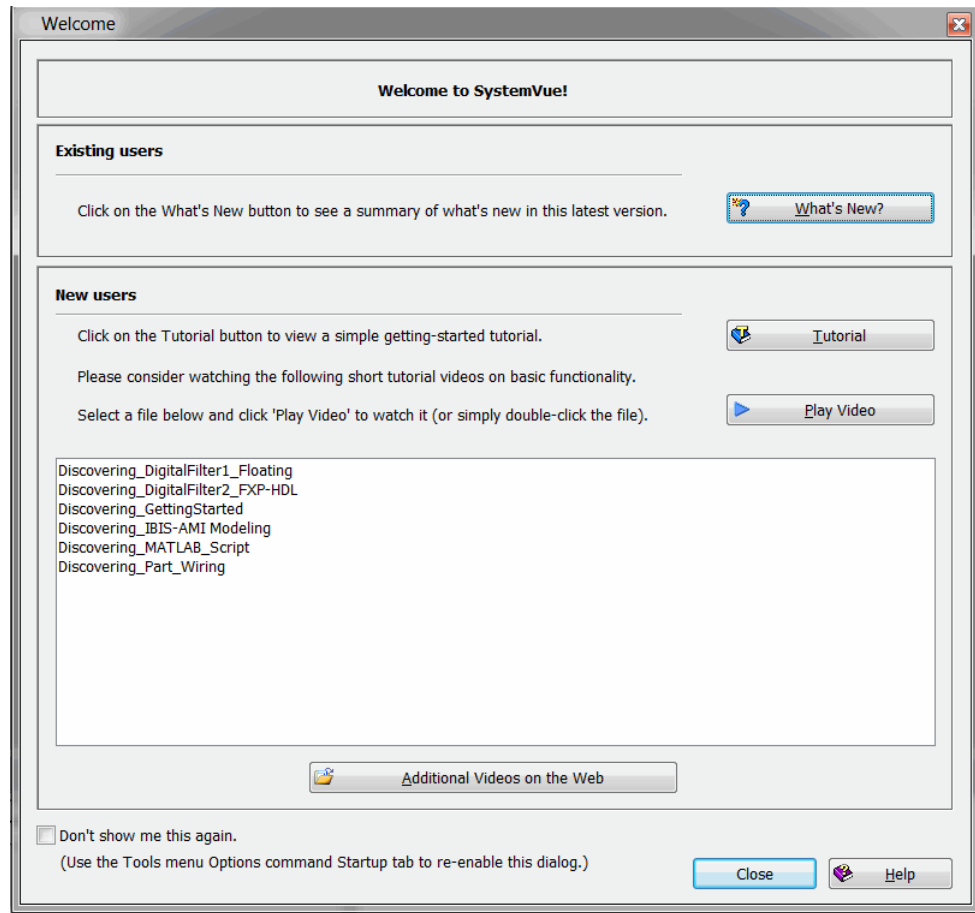 Welcome
Welcome to SystemVue!
Existing users
Click on the What's New button to see a summary of what's new in this latest version.
What's New?
New users
Click on the Tutorial button to view a simple getting-started tutorial.
Tutorial
Please consider watching the following short tutorial videos on basic functionality.
Select a file below and click 'Play Video' to watch it (or simply double-click the file).
Play Video
Discovering_DigitalFilter1_Floating
Discovering_DigitalFilter2_FXP-HDL
Discovering_GettingStarted
Discovering_IBIS-AMI Modeling
Discovering_MATLAB_Script
Discovering_Part_Wiring
Additional Videos on the Web
Don't show me this again.
(Use the Tools menu Options command Startup tab to re-enable this dialog.)
Close
Help